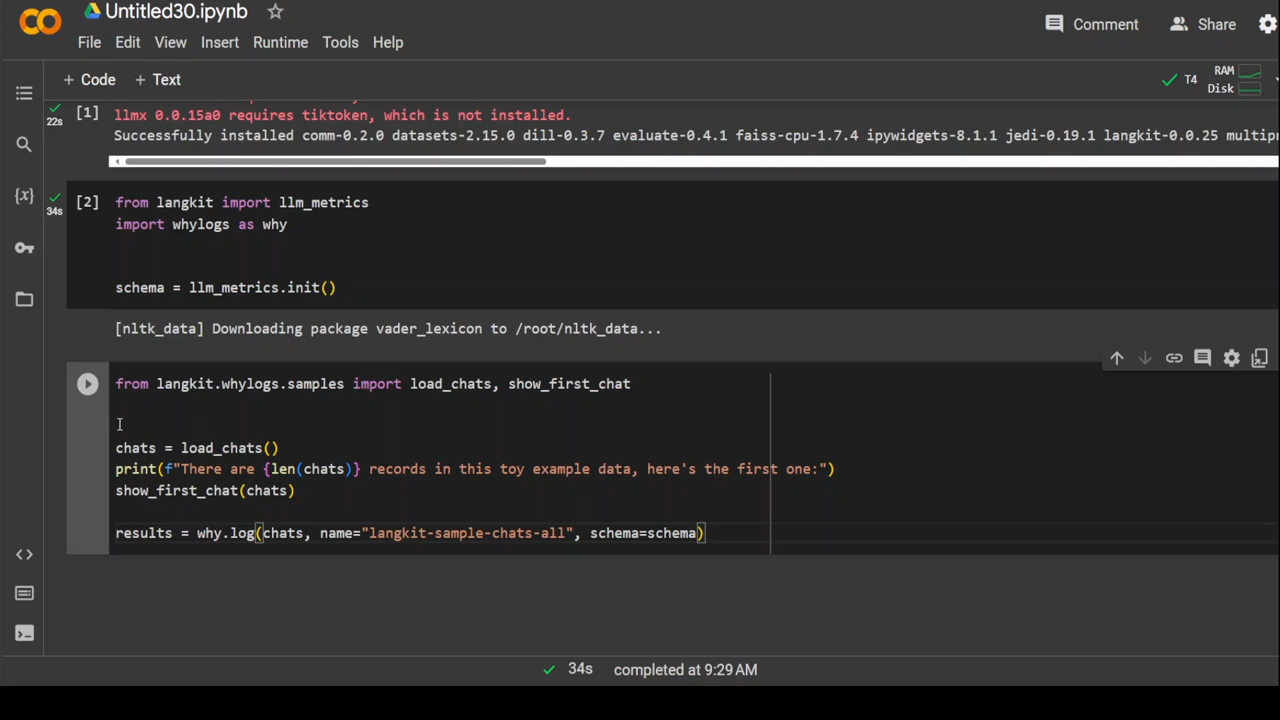 Untitled30.ipynb
File Edit View Insert Runtime Tools Help
Comment Share
+ Code + Text
T4 RAM Disk
[1] llmx 0.0.15a0 requires tiktoken, which is not installed.
22s Successfully installed comm-0.2.0 datasets-2.15.0 dill-0.3.7 evaluate-0.4.1 faiss-cpu-1.7.4 ipywidgets-8.1.1 jedi-0.19.1 langkit-0.0.25 multip
[2] from langkit import llm_metrics
34s import whylogs as why
schema = llm_metrics.init()
[nltk_data] Downloading package vader_lexicon to /root/nltk_data...
from langkit.whylogs.samples import load_chats, show_first_chat
chats = load_chats()
print(f"There are {len(chats)} records in this toy example data, here's the first one:")
show_first_chat(chats)
results = why.log(chats, name="langkit-sample-chats-all", schema=schema)
34s completed at 9:29 AM